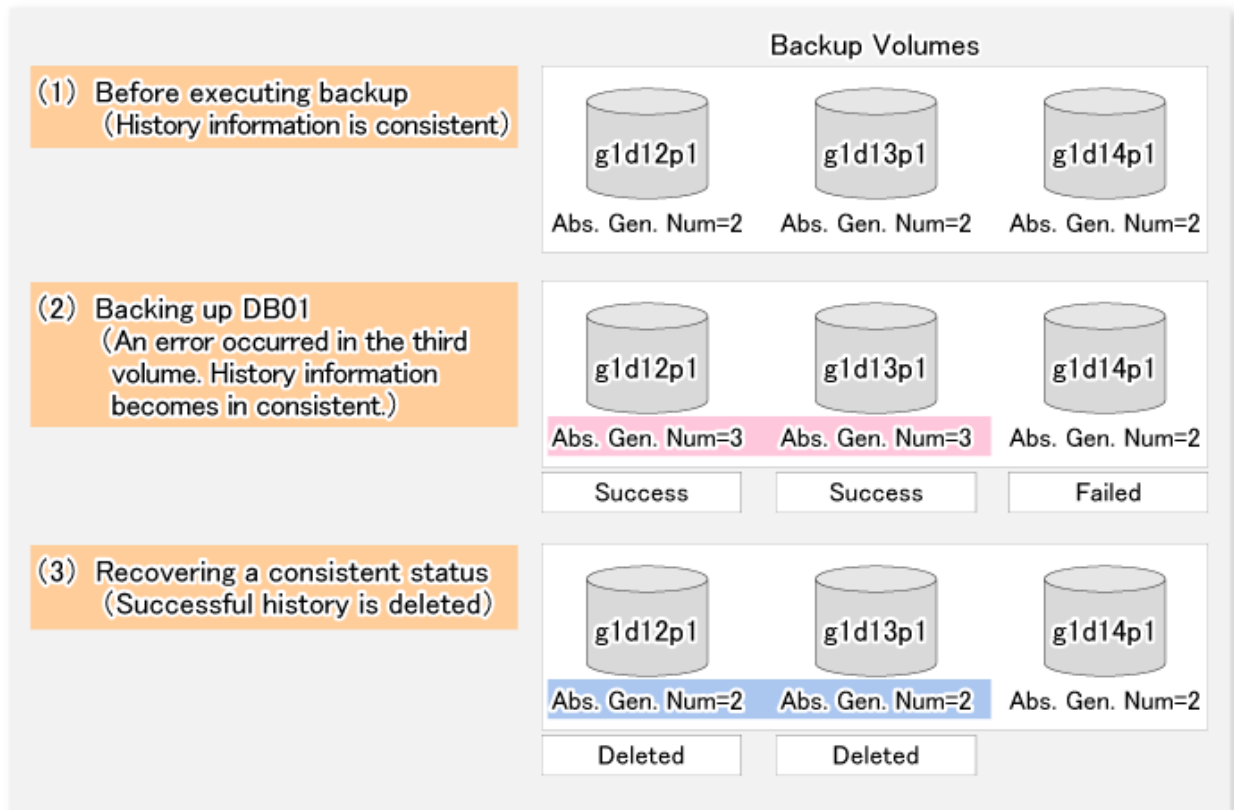 Backup Volumes
(1) Before executing backup
(History information is consistent)
g1d12p1 g1d13p1 g1d14p1
Abs. Gen. Num=2 Abs. Gen. Num=2 Abs. Gen. Num=2
(2) Backing up DB01
(An error occurred in the third
volume. History information
becomes in consistent.)
g1d12p1 g1d13p1 g1d14p1
Abs. Gen. Num=3 Abs. Gen. Num=3 Abs. Gen. Num=2
Success Success Failed
(3) Recovering a consistent status
(Successful history is deleted)
g1d12p1 g1d13p1 g1d14p1
Abs. Gen. Num=2 Abs. Gen. Num=2 Abs. Gen. Num=2
Deleted Deleted